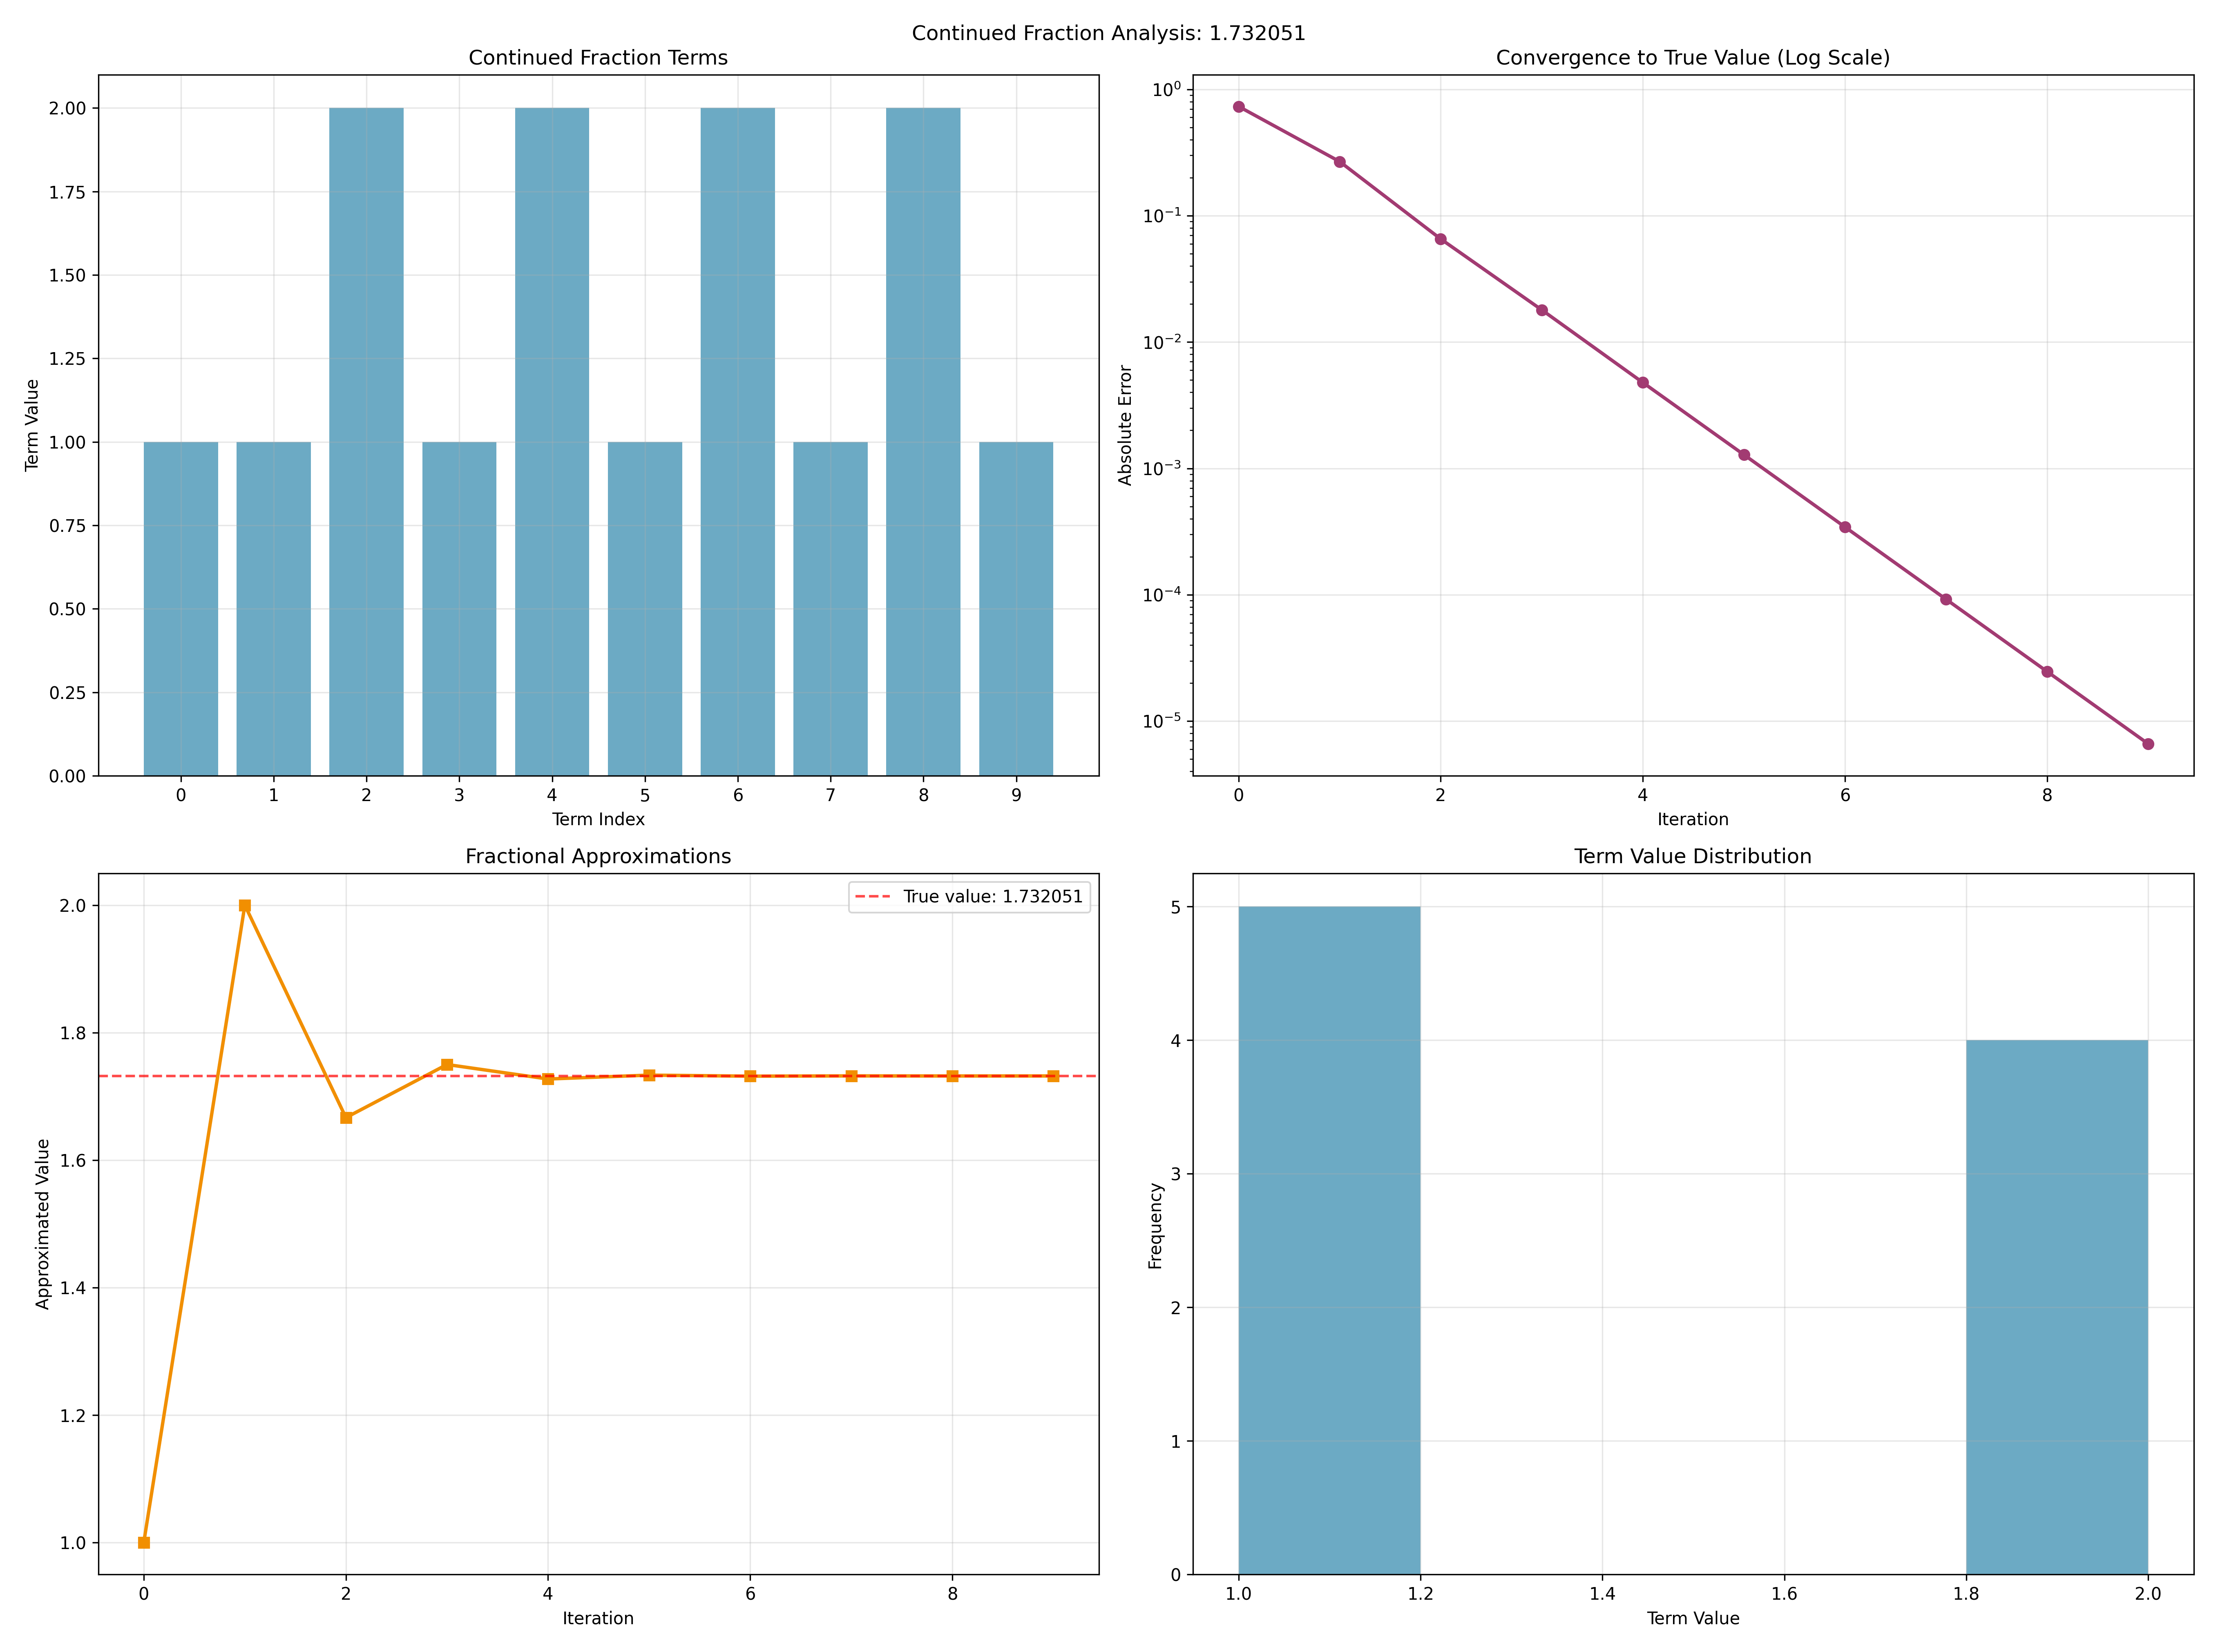 Continued Fraction Analysis: 1.732051
Continued Fraction Terms
Term Value
2.00
1.75
1.50
1.25
1.00
0.75
0.50
0.25
0.00
0 1 2 3 4 5 6 7 8 9
Term Index
Convergence to True Value (Log Scale)
Absolute Error
10⁰
10⁻¹
10⁻²
10⁻³
10⁻⁴
10⁻⁵
0 2 4 6 8
Iteration
Fractional Approximations
True value: 1.732051
Approximated Value
2.0
1.8
1.6
1.4
1.2
1.0
0 2 4 6 8
Iteration
Term Value Distribution
Frequency
5
4
3
2
1
0
1.0 1.2 1.4 1.6 1.8 2.0
Term Value